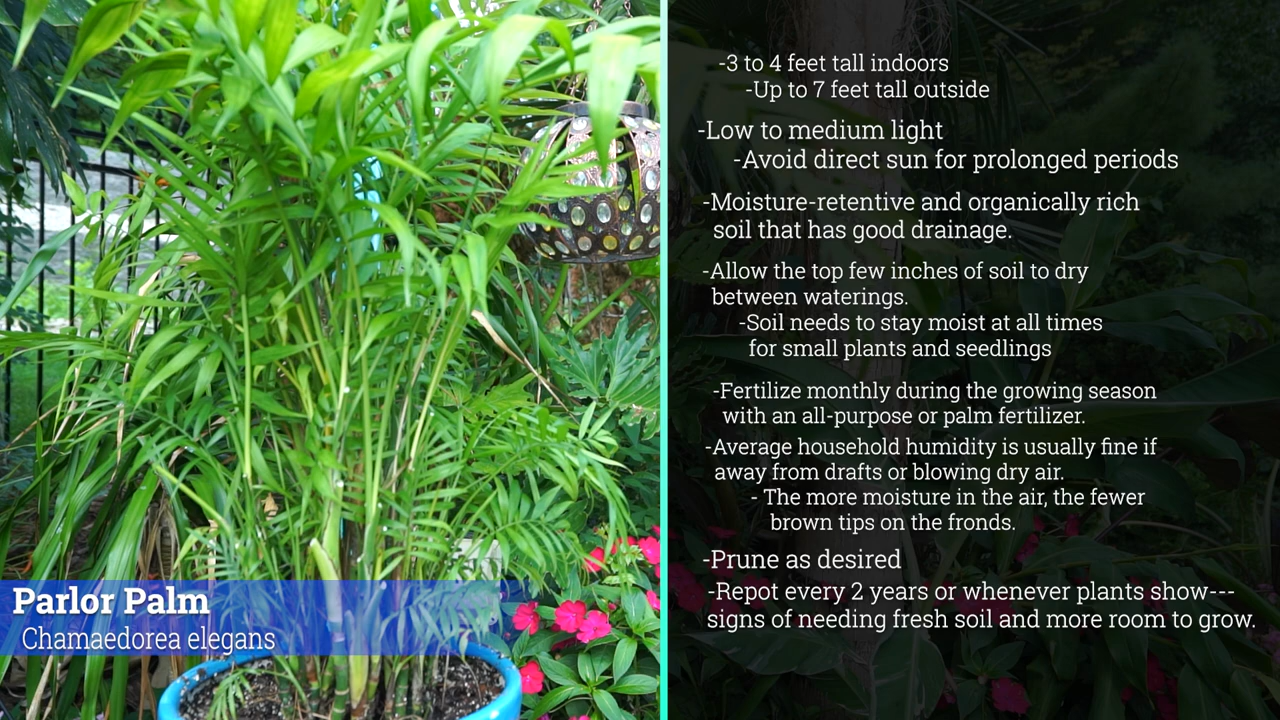 Parlor Palm
Chamaedorea elegans
-3 to 4 feet tall indoors
-Up to 7 feet tall outside
-Low to medium light
-Avoid direct sun for prolonged periods
-Moisture-retentive and organically rich
soil that has good drainage.
-Allow the top few inches of soil to dry
between waterings.
-Soil needs to stay moist at all times
for small plants and seedlings
-Fertilize monthly during the growing season
with an all-purpose or palm fertilizer.
-Average household humidity is usually fine if
away from drafts or blowing dry air.
- The more moisture in the air, the fewer
brown tips on the fronds.
-Prune as desired
-Repot every 2 years or whenever plants show---
signs of needing fresh soil and more room to grow.